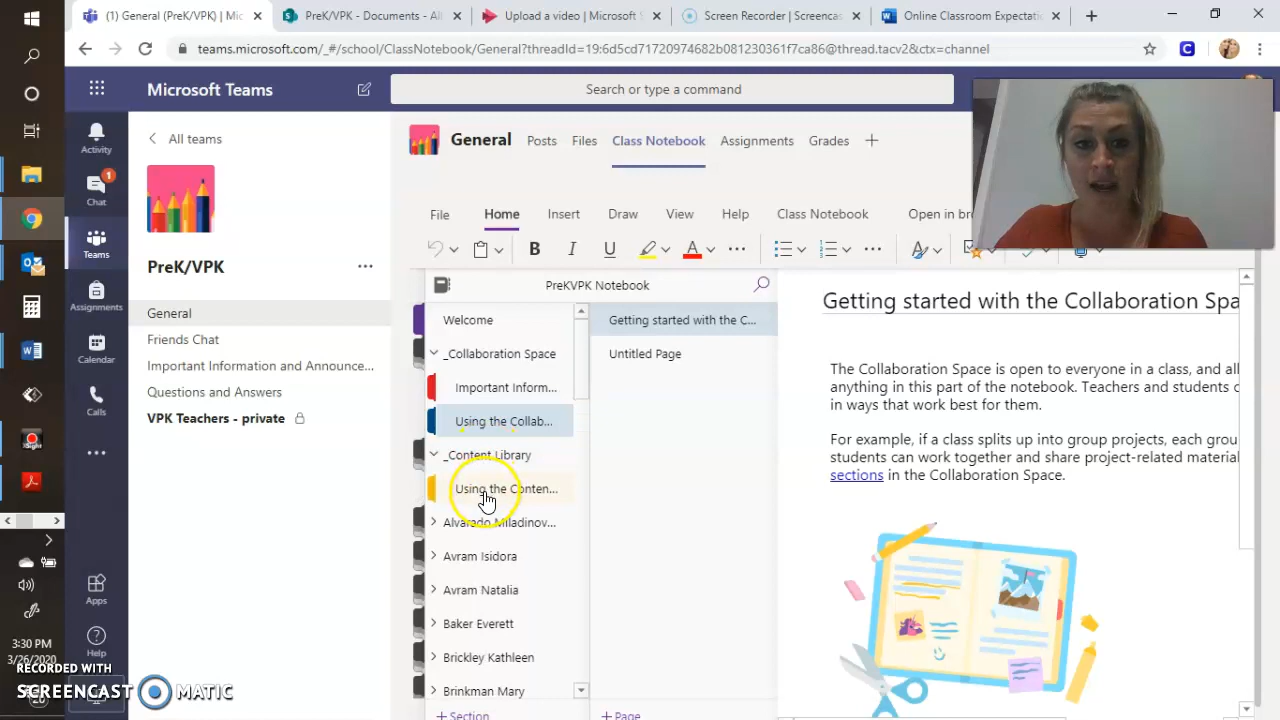 (1) General (PreK/VPK) | Mic
PreK/VPK - Documents - All
Upload a video | Microsoft S
Screen Recorder | Screencas
Online Classroom Expectatio
teams.microsoft.com/_#/school/ClassNotebook/General?threadId=19:6d5cd71720974682b081230361f7ca86@thread.tacv2&ctx=channel
Microsoft Teams
Search or type a command
Activity
1
Chat
Teams
Assignments
Calendar
Calls
Apps
Help
All teams
PreK/VPK
General
Friends Chat
Important Information and Announce...
Questions and Answers
VPK Teachers - private
General
Posts
Files
Class Notebook
Assignments
Grades
File
Home
Insert
Draw
View
Help
Class Notebook
Open in br
B
I
U
A
PreKVPK Notebook
Welcome
_Collaboration Space
Important Inform...
Using the Collab...
_Content Library
Using the Conten...
Alvarado Miladinov...
Avram Isidora
Avram Natalia
Baker Everett
Brickley Kathleen
Brinkman Mary
+ Section
Getting started with the C...
Untitled Page
+ Page
Getting started with the Collaboration Spa
The Collaboration Space is open to everyone in a class, and all
anything in this part of the notebook. Teachers and students c
in ways that work best for them.
For example, if a class splits up into group projects, each grou
students can work together and share project-related material
sections in the Collaboration Space.
3:30 PM
3/26/2020
RECORDED WITH
SCREENCAST MATIC